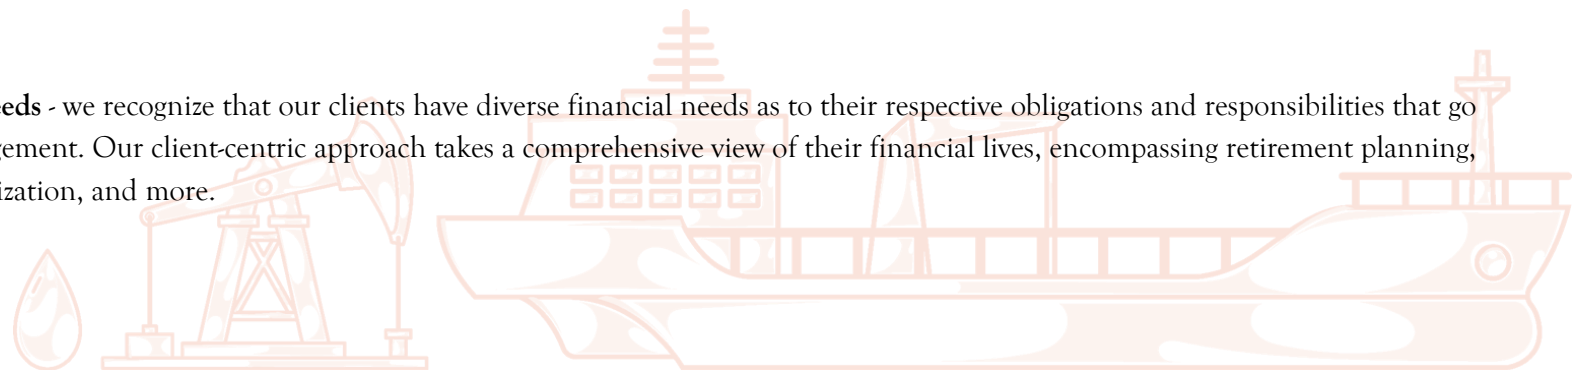 eeds - we recognize that our clients have diverse financial needs as to their respective obligations and responsibilities that go
gement. Our client-centric approach takes a comprehensive view of their financial lives, encompassing retirement planning,
ization, and more.